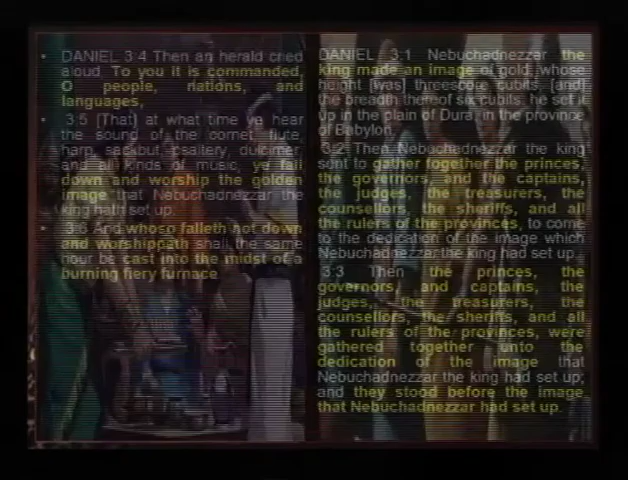 DANIEL 3:4 Then an herald cried
aloud, To you it is commanded,
O people, nations, and
languages,
3:5 [That] at what time ye hear
the sound of the cornet, flute,
harp, sackbut, psaltery, dulcimer,
and all kinds of music, ye fall
down and worship the golden
image that Nebuchadnezzar the
king hath set up:
3:6 And whoso falleth not down
and worshippeth shall the same
hour be cast into the midst of a
burning fiery furnace
DANIEL 3:1 Nebuchadnezzar the
king made an image of gold, whose
height [was] threescore cubits, [and]
the breadth thereof six cubits: he set it
up in the plain of Dura, in the province
of Babylon.
3:2 Then Nebuchadnezzar the king
sent to gather together the princes,
the governors, and the captains,
the judges, the treasurers, the
counsellors, the sheriffs, and all
the rulers of the provinces, to come
to the dedication of the image which
Nebuchadnezzar the king had set up.
3:3 Then the princes, the
governors, and captains, the
judges, the treasurers, the
counsellors, the sheriffs, and all
the rulers of the provinces, were
gathered together unto the
dedication of the image that
Nebuchadnezzar the king had set up;
and they stood before the image
that Nebuchadnezzar had set up.